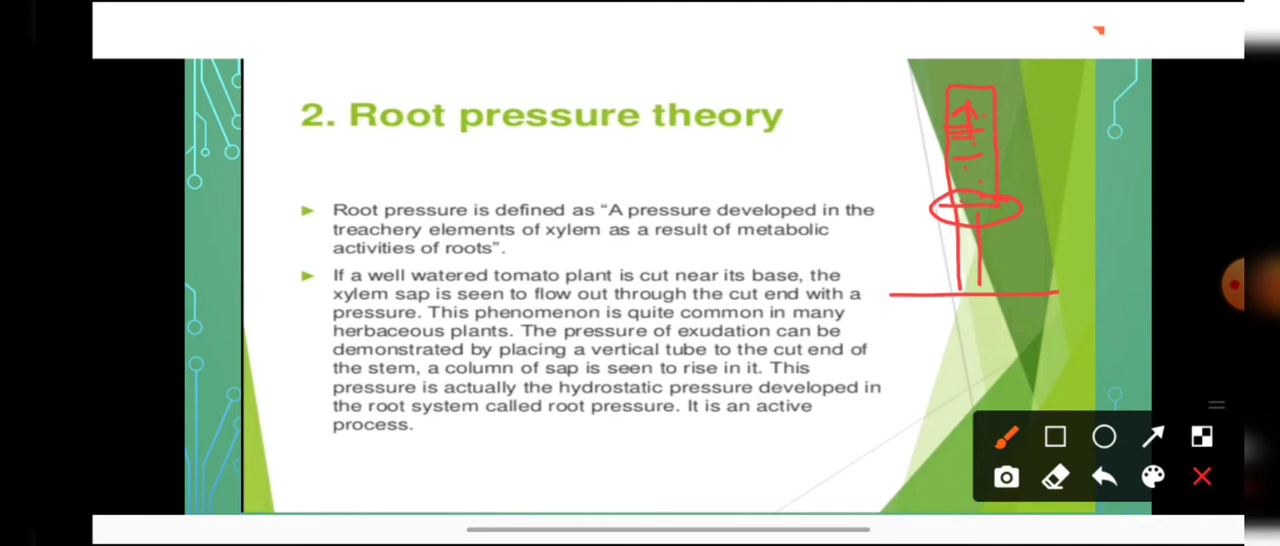 2. Root pressure theory
Root pressure is defined as “A pressure developed in the
treachery elements of xylem as a result of metabolic
activities of roots”.
If a well watered tomato plant is cut near its base, the
xylem sap is seen to flow out through the cut end with a
pressure. This phenomenon is quite common in many
herbaceous plants. The pressure of exudation can be
demonstrated by placing a vertical tube to the cut end of
the stem, a column of sap is seen to rise in it. This
pressure is actually the hydrostatic pressure developed in
the root system called root pressure. It is an active
process.